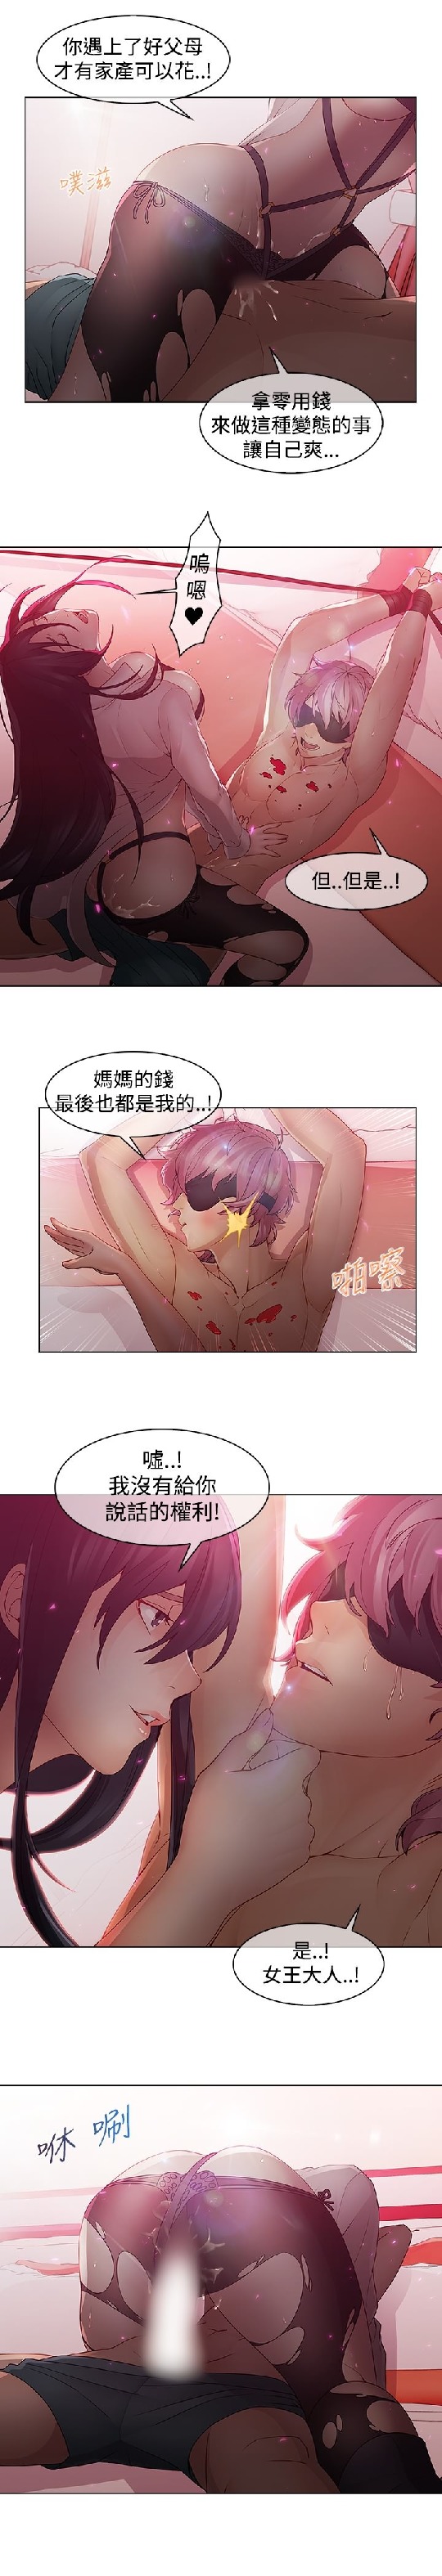 你遇上了好父母
才有家產可以花..!
噗滋
拿零用錢
來做這種變態的事
讓自己爽...
嗚
嗯
♥
但..但是..!
媽媽的錢
最後也都是我的..!
啪嚓
噓..!
我沒有給你
說話的權利!
是..!
女王大人..!
咻 唰